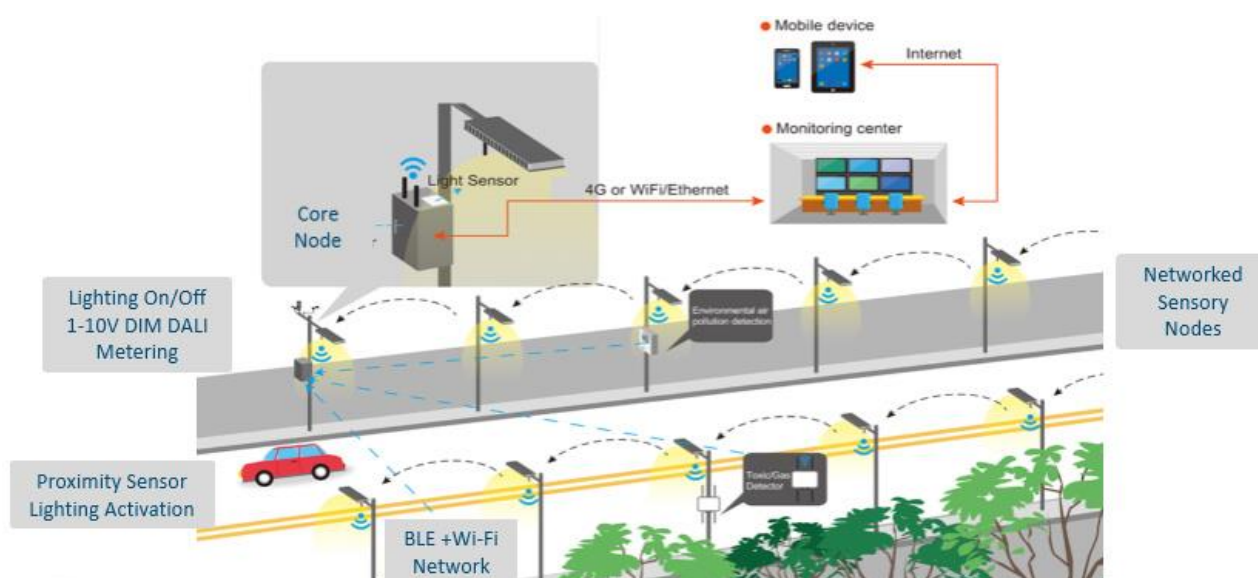 Mobile device
Internet
Monitoring center
4G or WiFi/Ethernet
Light Sensor
Core
Node
Lighting On/Off
1-10V DIM DALI
Metering
Environmental air
pollution detection
Networked
Sensory
Nodes
Proximity Sensor
Lighting Activation
Toxic/Gas
Detector
BLE +Wi-Fi
Network